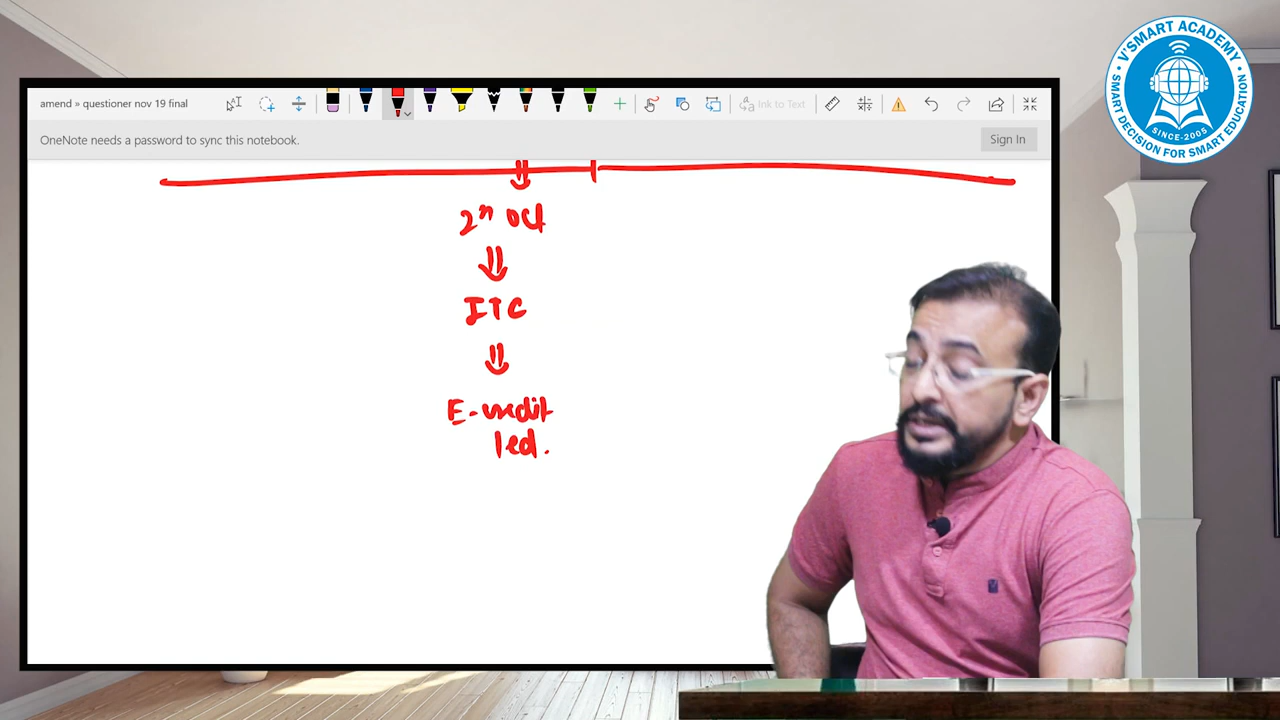 V'SMART ACADEMY
SMART DECISION FOR SMART EDUCATION
SINCE-2005
amend » questioner nov 19 final
Ink to Text
OneNote needs a password to sync this notebook.
Sign In
2n oct
ITC
E-credit
led.